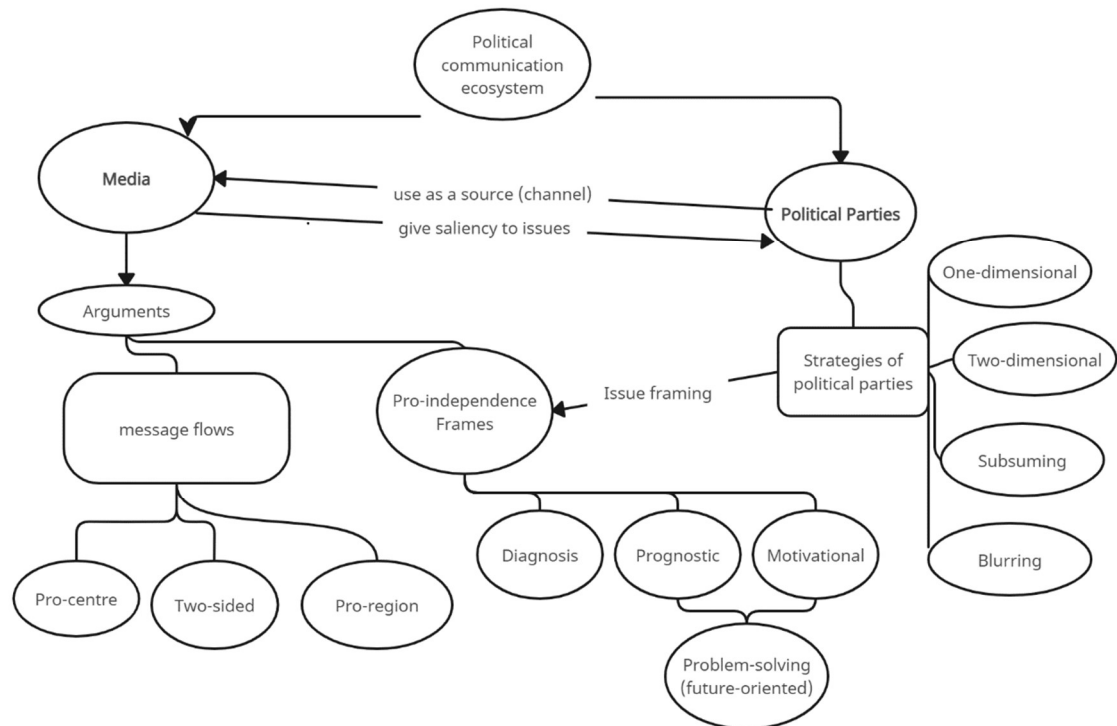 Political
communication
ecosystem
Media
use as a source (channel)
Political Parties
give saliency to issues
One-dimensional
Arguments
Two-dimensional
Strategies of
political parties
Issue framing
Pro-independence
Frames
message flows
Subsuming
Diagnosis
Prognostic
Motivational
Blurring
Pro-centre
Two-sided
Pro-region
Problem-solving
(future-oriented)